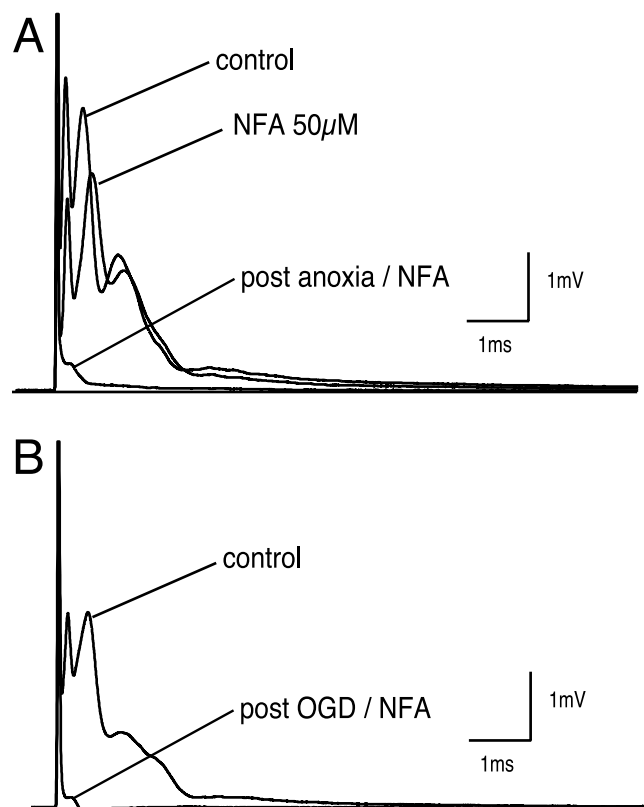 A
control
NFA 50µM
post anoxia / NFA
1mV
1ms
B
control
post OGD / NFA
1mV
1ms